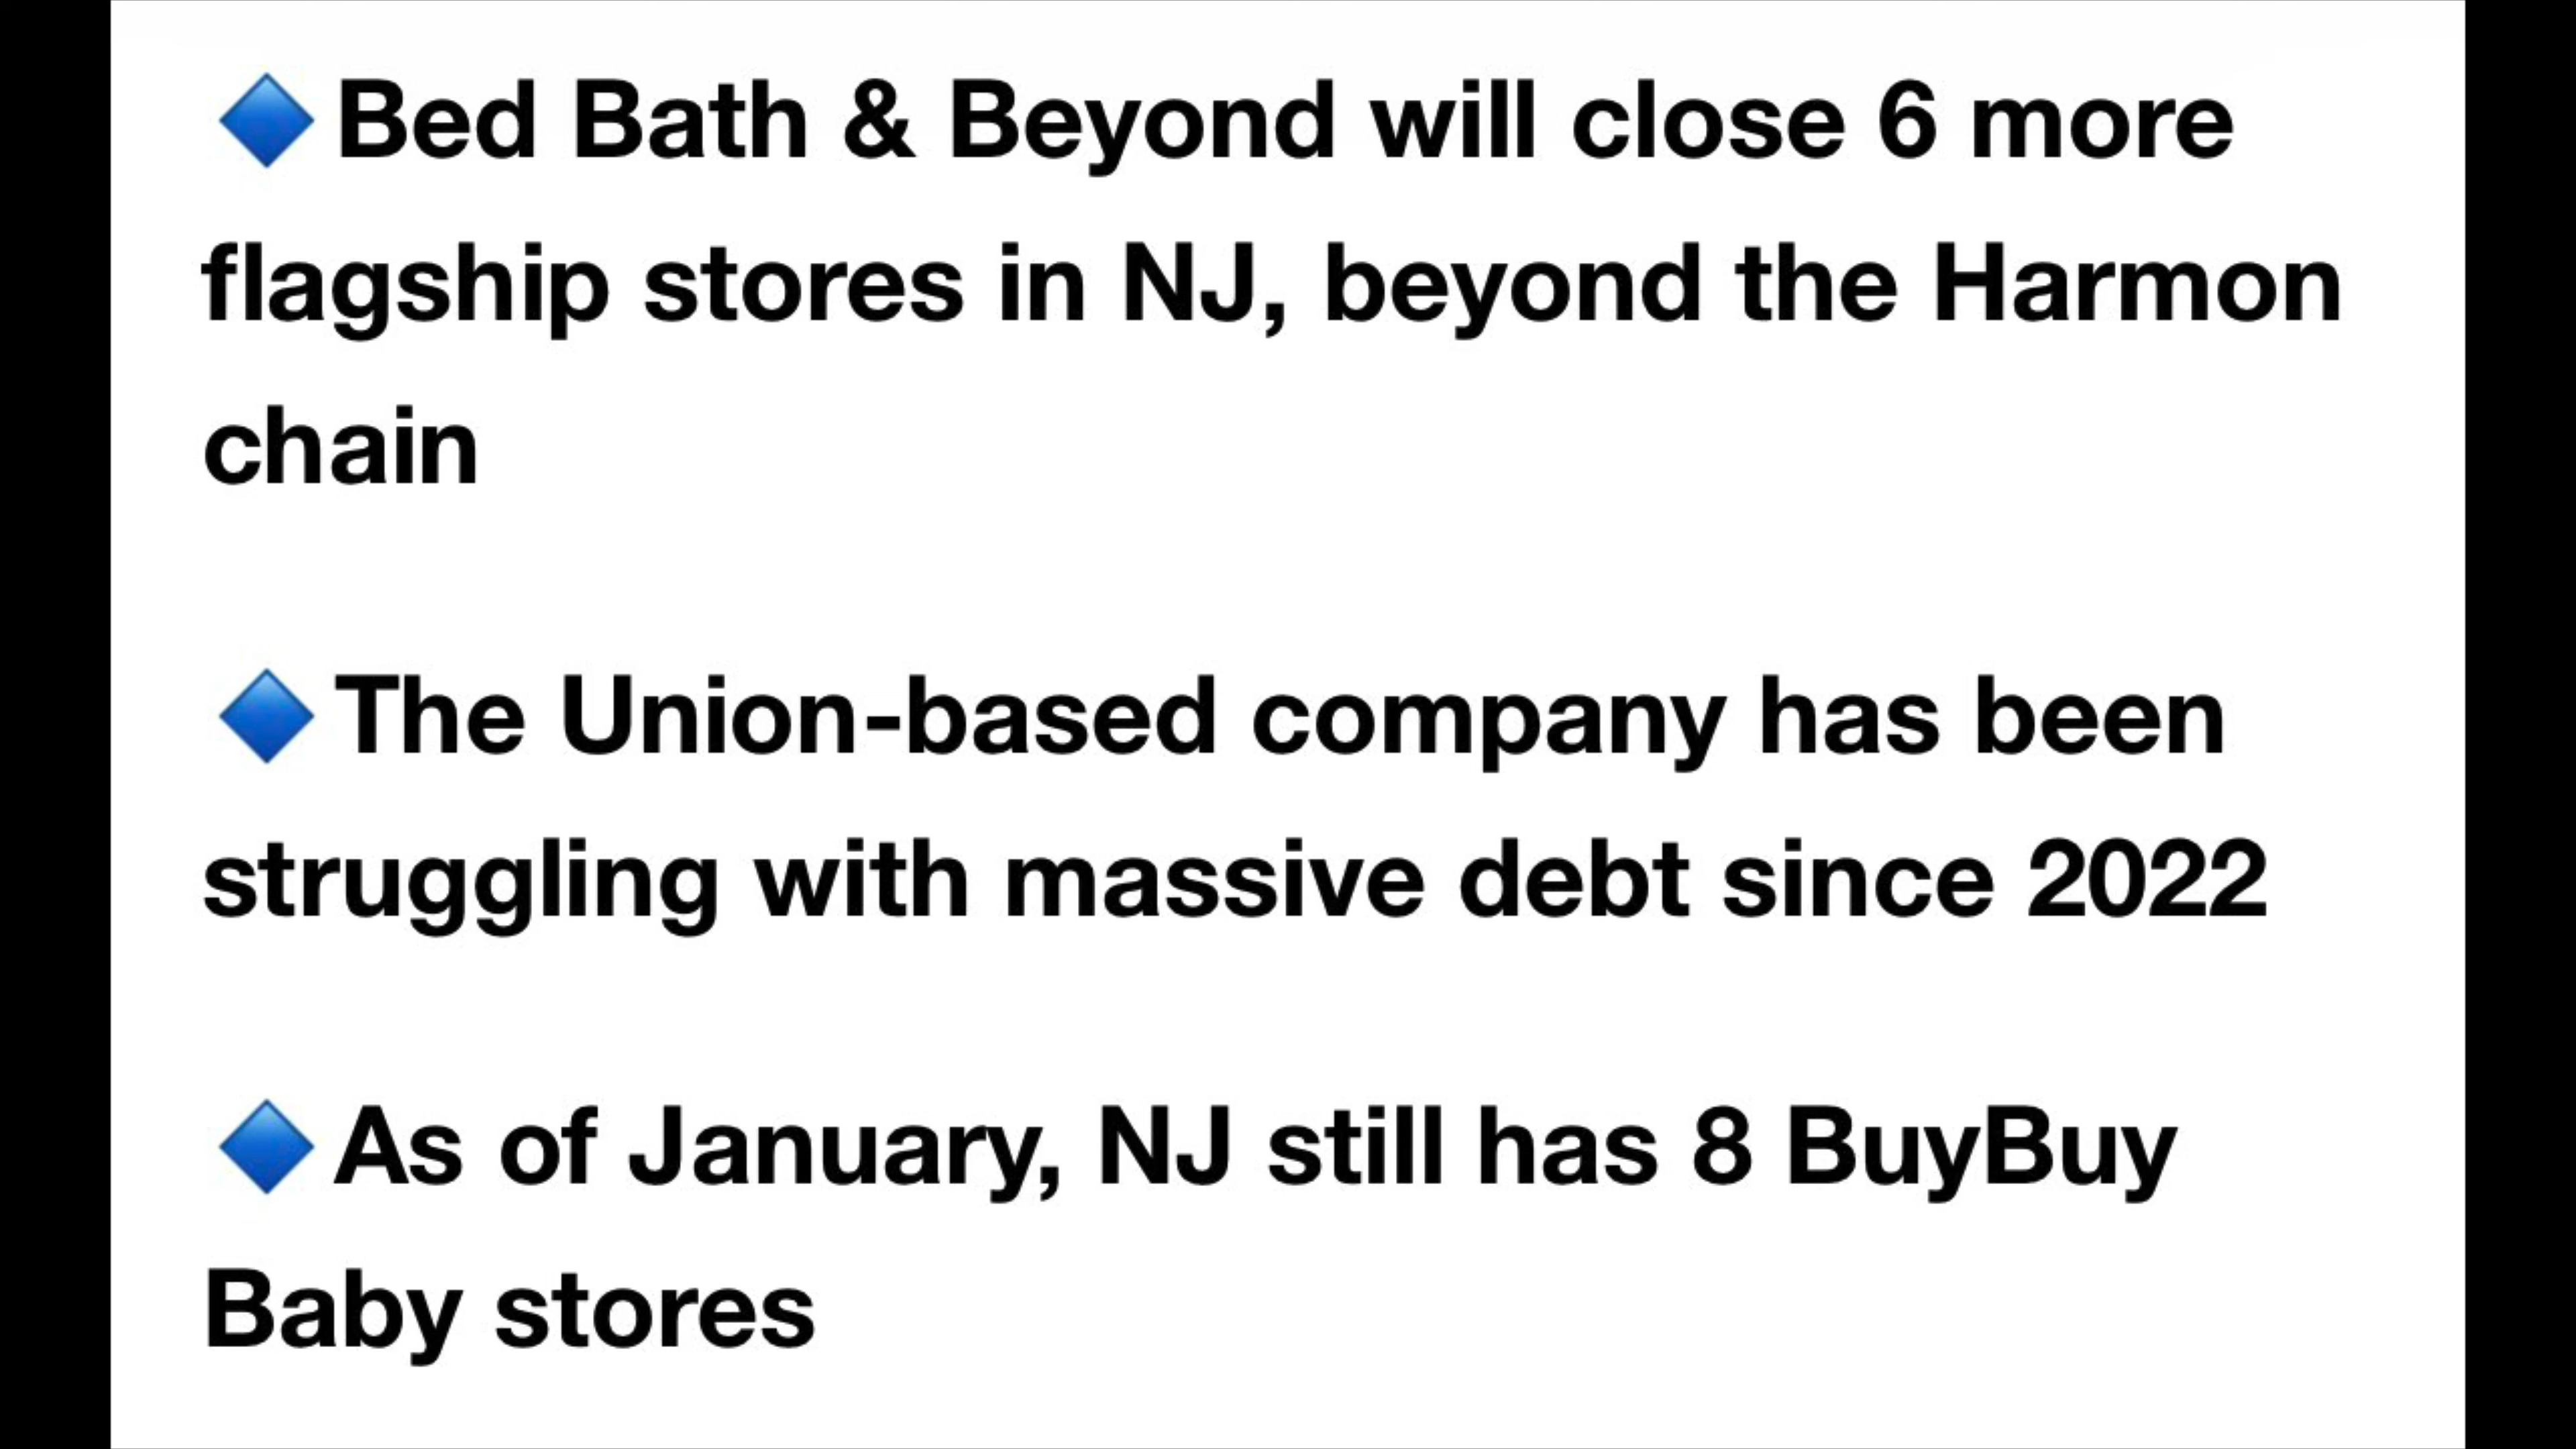 🔷Bed Bath & Beyond will close 6 more
flagship stores in NJ, beyond the Harmon
chain
🔷The Union-based company has been
struggling with massive debt since 2022
🔷As of January, NJ still has 8 BuyBuy
Baby stores